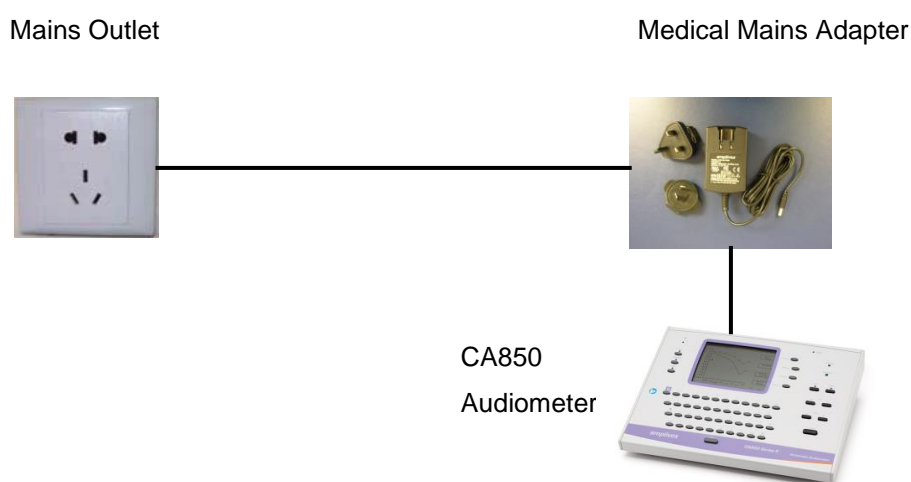 Mains Outlet
Medical Mains Adapter
CA850
Audiometer
amplivox